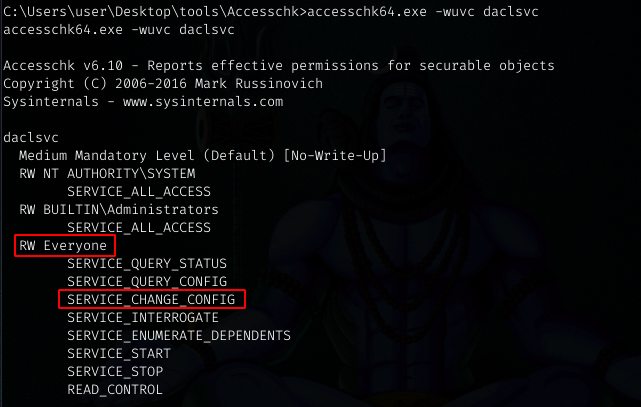 C:\Users\user\Desktop\tools\Accesschk>accesschk64.exe -wuvc daclsvc
accesschk64.exe -wuvc daclsvc
Accesschk v6.10 - Reports effective permissions for securable objects
Copyright (C) 2006-2016 Mark Russinovich
Sysinternals - www.sysinternals.com
daclsvc
Medium Mandatory Level (Default) [No-Write-Up]
RW NT AUTHORITY\SYSTEM
SERVICE_ALL_ACCESS
RW BUILTIN\Administrators
SERVICE_ALL_ACCESS
RW Everyone
SERVICE_QUERY_STATUS
SERVICE_QUERY_CONFIG
SERVICE_CHANGE_CONFIG
SERVICE_INTERROGATE
SERVICE_ENUMERATE_DEPENDENTS
SERVICE_START
SERVICE_STOP
READ_CONTROL